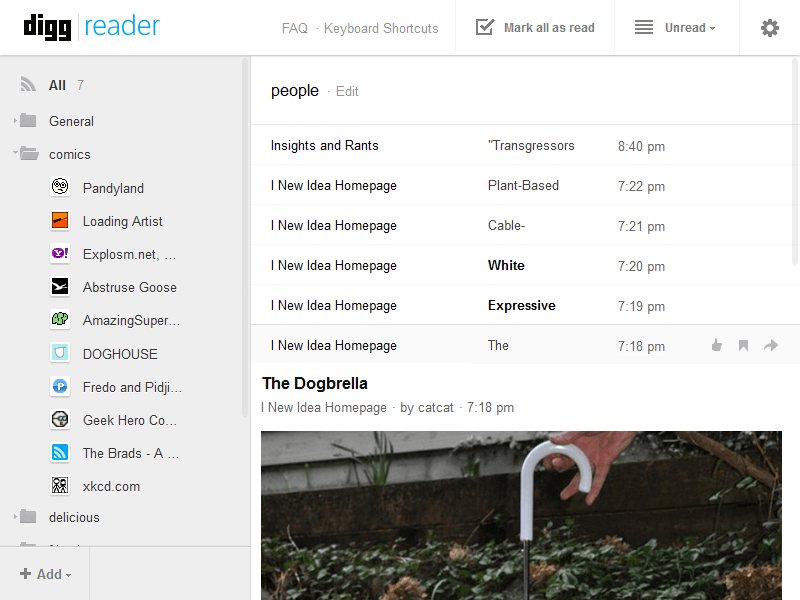 digg reader
FAQ · Keyboard Shortcuts
Mark all as read
Unread
All 7
General
comics
Pandyland
Loading Artist
Explosm.net, ...
Abstruse Goose
AmazingSuper...
DOGHOUSE
Fredo and Pidji...
Geek Hero Co...
The Brads - A ...
xkcd.com
delicious
+ Add
people · Edit
Insights and Rants "Transgressors 8:40 pm
I New Idea Homepage Plant-Based 7:22 pm
I New Idea Homepage Cable- 7:21 pm
I New Idea Homepage White 7:20 pm
I New Idea Homepage Expressive 7:19 pm
I New Idea Homepage The 7:18 pm
The Dogbrella
I New Idea Homepage · by catcat · 7:18 pm